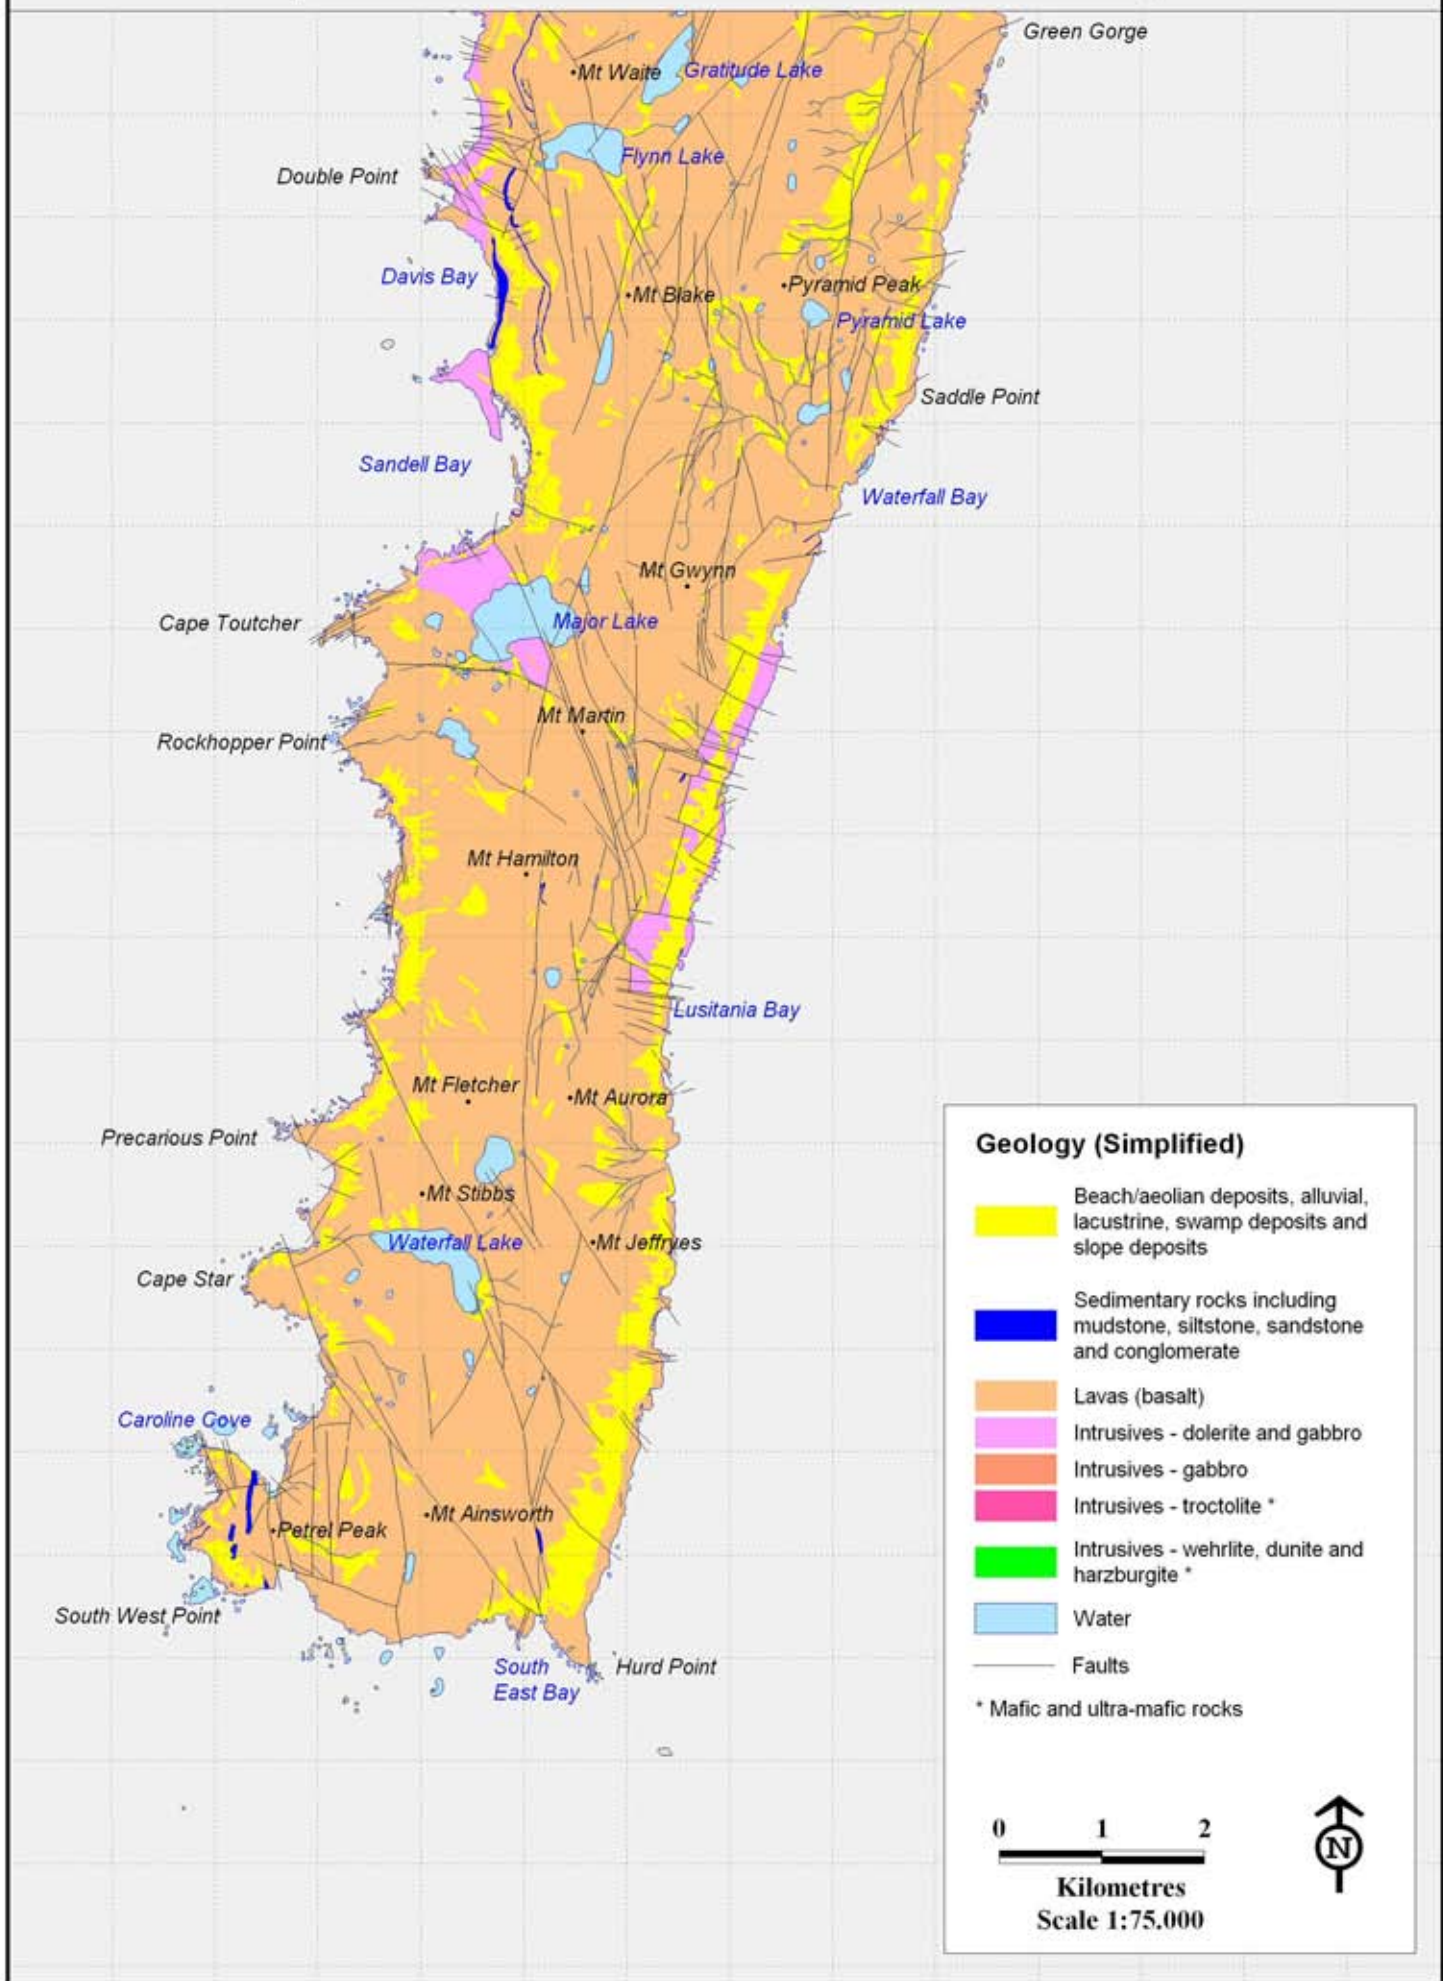 Green Gorge
Mt Waite
Gratitude Lake
Flynn Lake
Double Point
Davis Bay
Mt Blake
Pyramid Peak
Pyramid Lake
Saddle Point
Sandell Bay
Waterfall Bay
Mt Gwynn
Cape Toutcher
Major Lake
Mt Martin
Rockhopper Point
Mt Hamilton
Lusitania Bay
Mt Fletcher
Mt Aurora
Precarious Point
Mt Stibbs
Waterfall Lake
Mt Jeffryes
Cape Star
Caroline Cove
Mt Ainsworth
Petrel Peak
South West Point
South
East Bay
Hurd Point
Geology (Simplified)
Beach/aeolian deposits, alluvial,
lacustrine, swamp deposits and
slope deposits
Sedimentary rocks including
mudstone, siltstone, sandstone
and conglomerate
Lavas (basalt)
Intrusives - dolerite and gabbro
Intrusives - gabbro
Intrusives - troctolite *
Intrusives - wehrlite, dunite and
harzburgite *
Water
Faults
* Mafic and ultra-mafic rocks
0 1 2
Kilometres
Scale 1:75.000
N